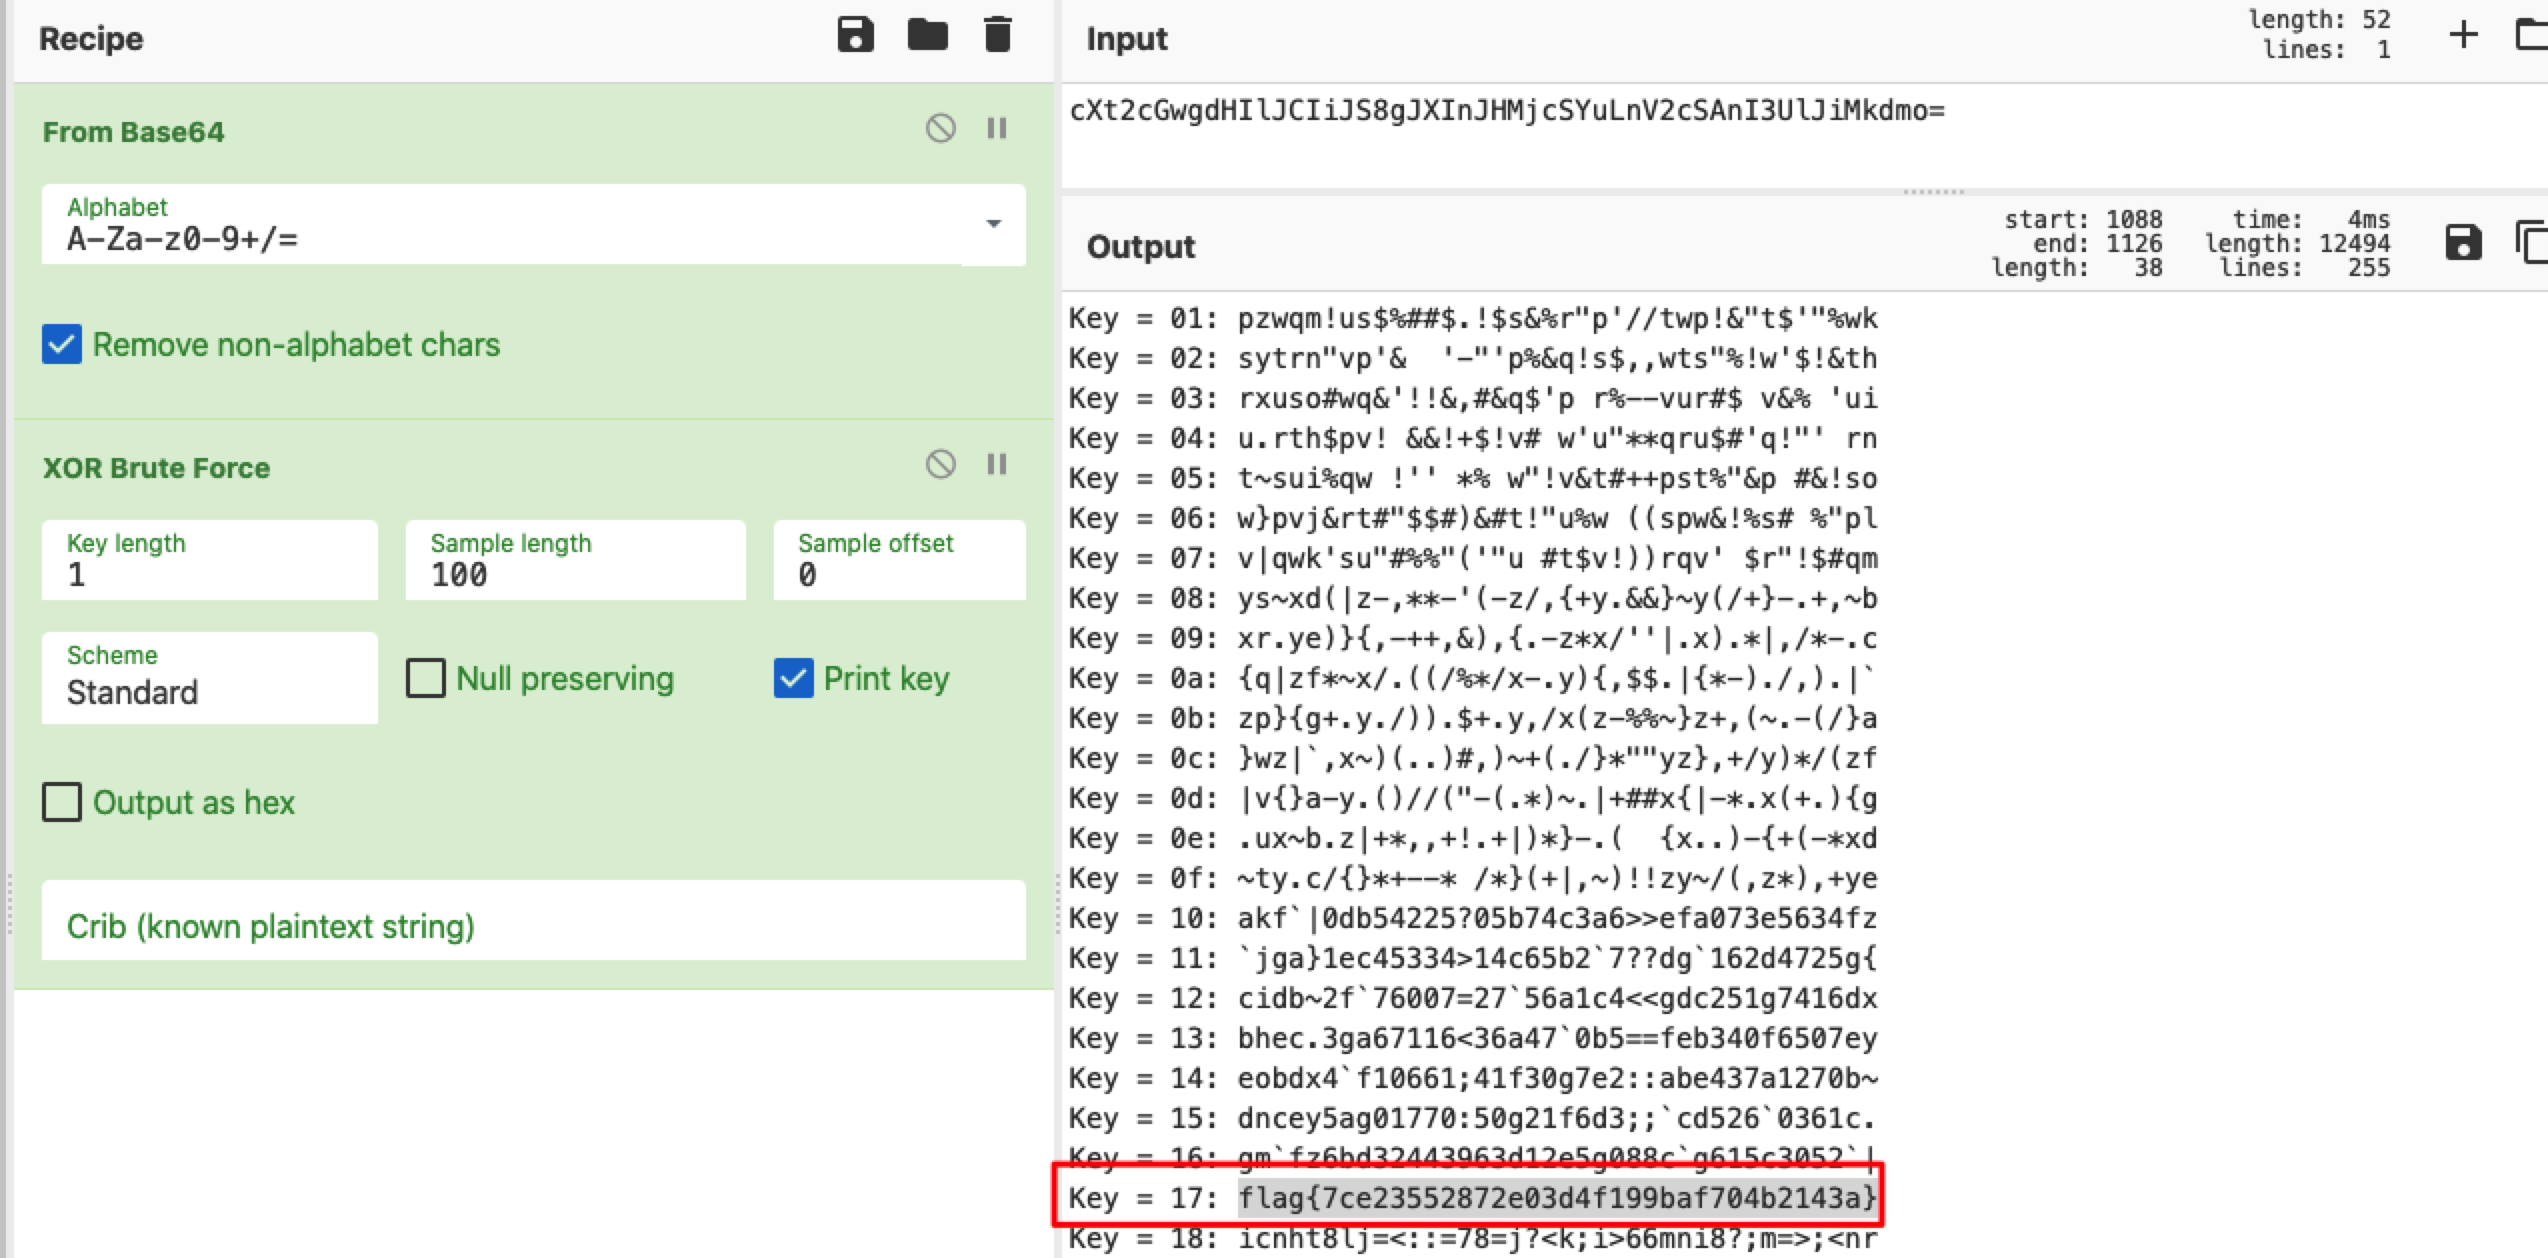 Recipe
From Base64
Alphabet
A-Za-z0-9+/=
Remove non-alphabet chars
XOR Brute Force
Key length
1
Sample length
100
Sample offset
0
Scheme
Standard
Null preserving
Print key
Output as hex
Crib (known plaintext string)
Input
length: 52
lines: 1
cXt2cGwgdHIlJCIiJS8gJXInJHMjcSYuLnV2cSAnI3UlJiMkdmo=
Output
start: 1088
end: 1126
length: 38
time: 4ms
length: 12494
lines: 255
Key = 01: pzwqm!us$%##$.!$s&%r"p'//twp!&"t$'"%wk
Key = 02: sytrn"vp'&  '-"'p%&q!s$,,wts"%!w'$!&th
Key = 03: rxuso#wq&'!!&,#&q$'p r%--vur#$ v&% 'ui
Key = 04: u.rth$pv! &&!+$!v# w'u"**qru$#'q!"' rn
Key = 05: t~sui%qw !'' *% w"!v&t#++pst%"&p #&!so
Key = 06: w}pvj&rt#"$$#)&#t!"u%w ((spw&!%s# %"pl
Key = 07: v|qwk'su"#%%"('"u #t$v!))rqv' $r"!$#qm
Key = 08: ys~xd(|z-,**-'(-z/,{+y.&&}~y(/+}-.+,~b
Key = 09: xr.ye)}{,-++,&),{.-z*x/''|.x).*|,/*-.c
Key = 0a: {q|zf*~x/.((/%*/x-.y){,$$.|{*-)./,).|`
Key = 0b: zp}{g+.y./)).$+.y,/x(z-%%~}z+,(~.-(/}a
Key = 0c: }wz|`,x~)(..)#,)~+(./}*""yz},+/y)*/(zf
Key = 0d: |v{}a-y.()//("-(.*)~.|+##x{|-*.x(+.){g
Key = 0e: .ux~b.z|+*,,+!.+|)*}-.(  {x..)-{+(-*xd
Key = 0f: ~ty.c/{}*+--* /*}(+|,~)!!zy~/(,z*),+ye
Key = 10: akf`|0db54225?05b74c3a6>>efa073e5634fz
Key = 11: `jga}1ec45334>14c65b2`7??dg`162d4725g{
Key = 12: cidb~2f`76007=27`56a1c4<<gdc251g7416dx
Key = 13: bhec.3ga67116<36a47`0b5==feb340f6507ey
Key = 14: eobdx4`f10661;41f30g7e2::abe437a1270b~
Key = 15: dncey5ag01770:50g21f6d3;;`cd526`0361c.
Key = 16: gm`fz6bd32443963d12e5g088c`g615c3052`|
Key = 17: flag{7ce23552872e03d4f199baf704b2143a}
Key = 18: icnht8lj=<::=78=j?<k;i>66mni8?;m=>;<nr